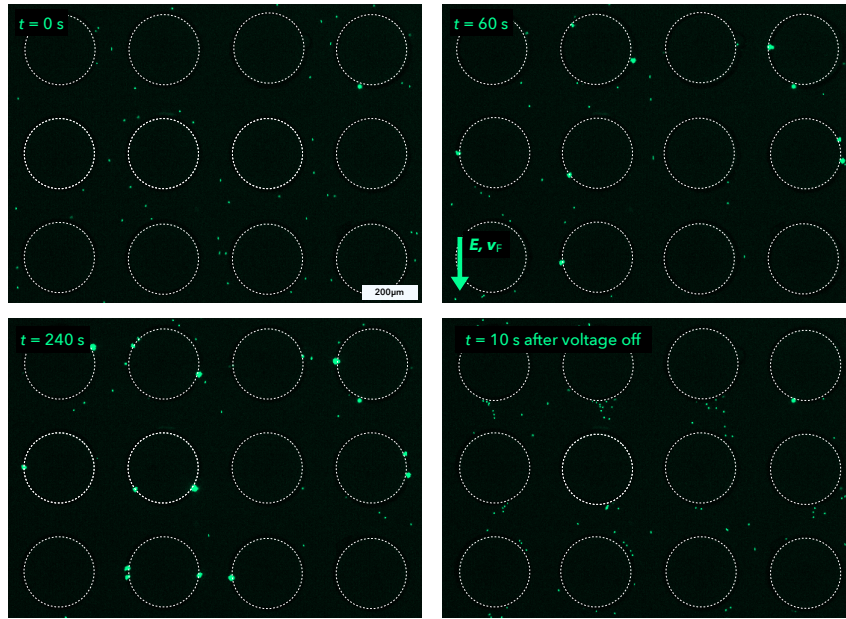 t = 0 s
t = 60 s
E, vF
200µm
t = 240 s
t = 10 s after voltage off